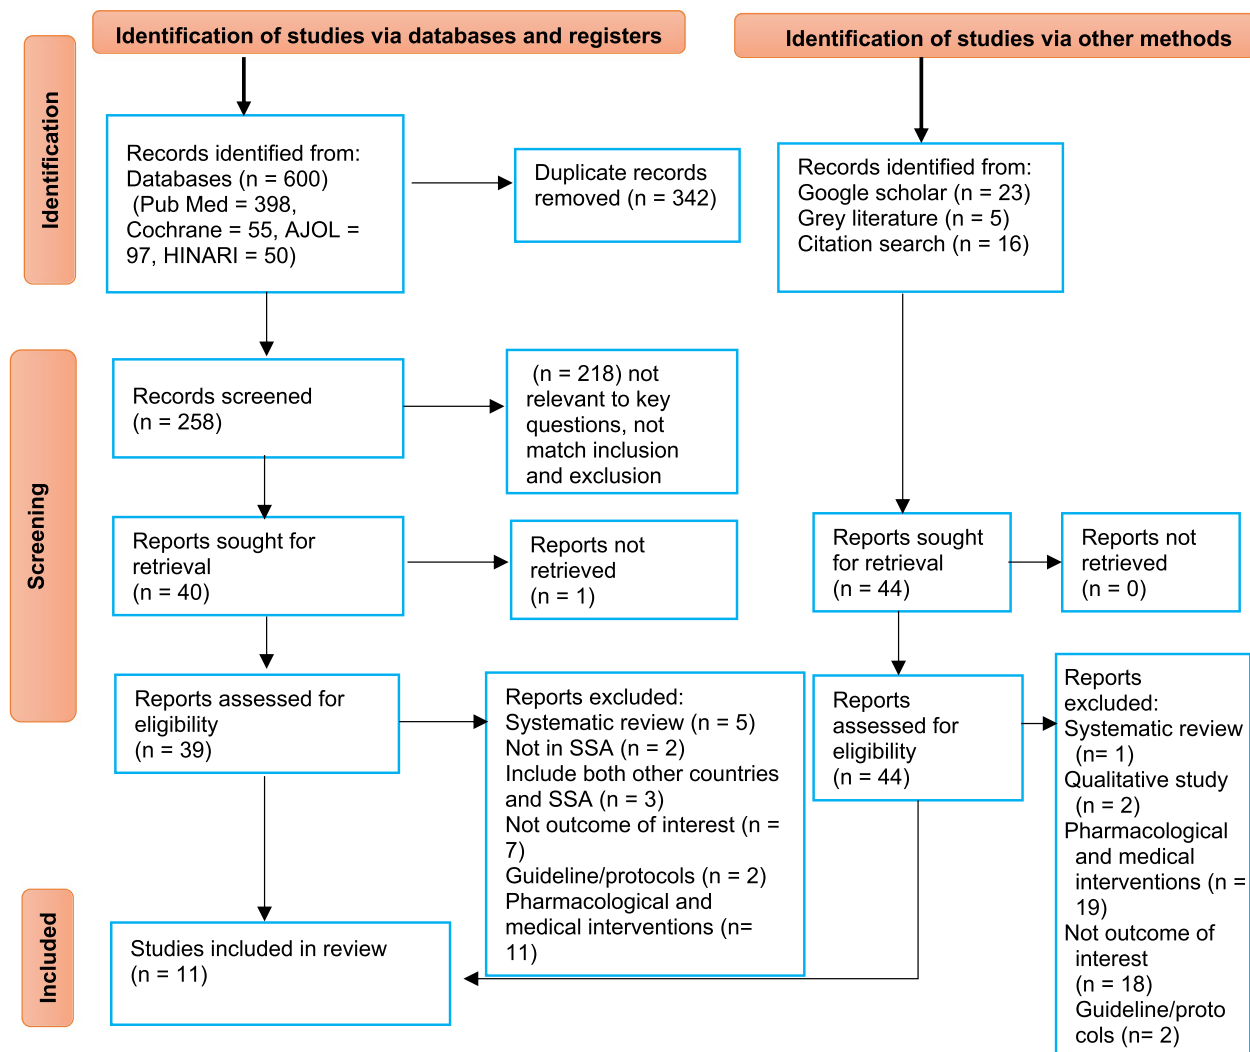 Identification of studies via databases and registers
Identification of studies via other methods
Identification
Records identified from:
Databases (n = 600)
(Pub Med = 398,
Cochrane = 55, AJOL =
97, HINARI = 50)
Duplicate records
removed (n = 342)
Records identified from:
Google scholar (n = 23)
Grey literature (n = 5)
Citation search (n = 16)
Screening
Records screened
(n = 258)
(n = 218) not
relevant to key
questions, not
match inclusion
and exclusion
Reports sought for
retrieval
(n = 40)
Reports not
retrieved
(n = 1)
Reports sought
for retrieval
(n = 44)
Reports not
retrieved
(n = 0)
Reports assessed for
eligibility
(n = 39)
Reports excluded:
Systematic review (n = 5)
Not in SSA (n = 2)
Include both other countries
and SSA (n = 3)
Not outcome of interest (n =
7)
Guideline/protocols (n = 2)
Pharmacological and
medical interventions (n=
11)
Reports
assessed for
eligibility
(n = 44)
Reports
excluded:
Systematic review
(n= 1)
Qualitative study
(n = 2)
Pharmacological
and medical
interventions (n =
19)
Not outcome of
interest
(n = 18)
Guideline/proto
cols (n= 2)
Included
Studies included in review
(n = 11)